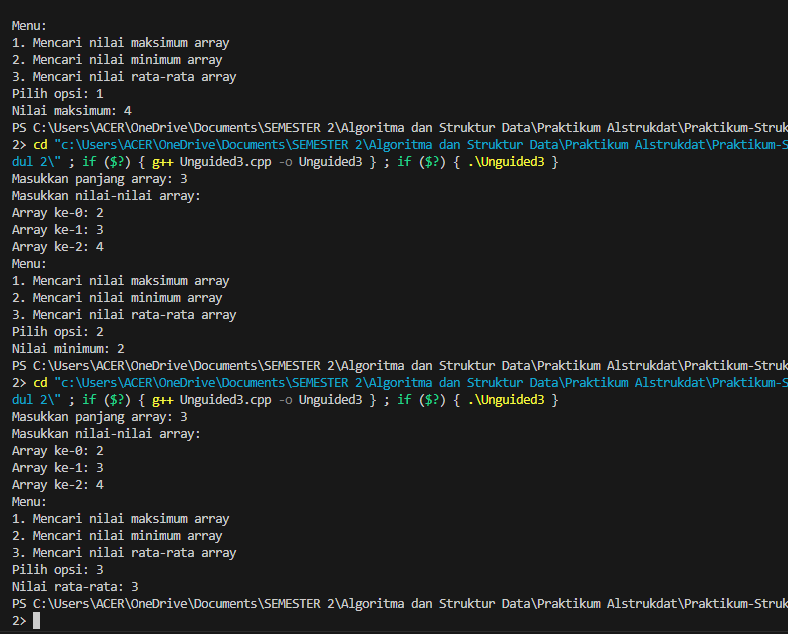 Menu:
1. Mencari nilai maksimum array
2. Mencari nilai minimum array
3. Mencari nilai rata-rata array
Pilih opsi: 1
Nilai maksimum: 4
PS C:\Users\ACER\OneDrive\Documents\SEMESTER 2\Algoritma dan Struktur Data\Praktikum Alstrukdat\Praktikum-Struk
2> cd "c:\Users\ACER\OneDrive\Documents\SEMESTER 2\Algoritma dan Struktur Data\Praktikum Alstrukdat\Praktikum-S
dul 2\" ; if ($?) { g++ Unguided3.cpp -o Unguided3 } ; if ($?) { .\Unguided3 }
Masukkan panjang array: 3
Masukkan nilai-nilai array:
Array ke-0: 2
Array ke-1: 3
Array ke-2: 4
Menu:
1. Mencari nilai maksimum array
2. Mencari nilai minimum array
3. Mencari nilai rata-rata array
Pilih opsi: 2
Nilai minimum: 2
PS C:\Users\ACER\OneDrive\Documents\SEMESTER 2\Algoritma dan Struktur Data\Praktikum Alstrukdat\Praktikum-Struk
2> cd "c:\Users\ACER\OneDrive\Documents\SEMESTER 2\Algoritma dan Struktur Data\Praktikum Alstrukdat\Praktikum-S
dul 2\" ; if ($?) { g++ Unguided3.cpp -o Unguided3 } ; if ($?) { .\Unguided3 }
Masukkan panjang array: 3
Masukkan nilai-nilai array:
Array ke-0: 2
Array ke-1: 3
Array ke-2: 4
Menu:
1. Mencari nilai maksimum array
2. Mencari nilai minimum array
3. Mencari nilai rata-rata array
Pilih opsi: 3
Nilai rata-rata: 3
PS C:\Users\ACER\OneDrive\Documents\SEMESTER 2\Algoritma dan Struktur Data\Praktikum Alstrukdat\Praktikum-Struk
2>